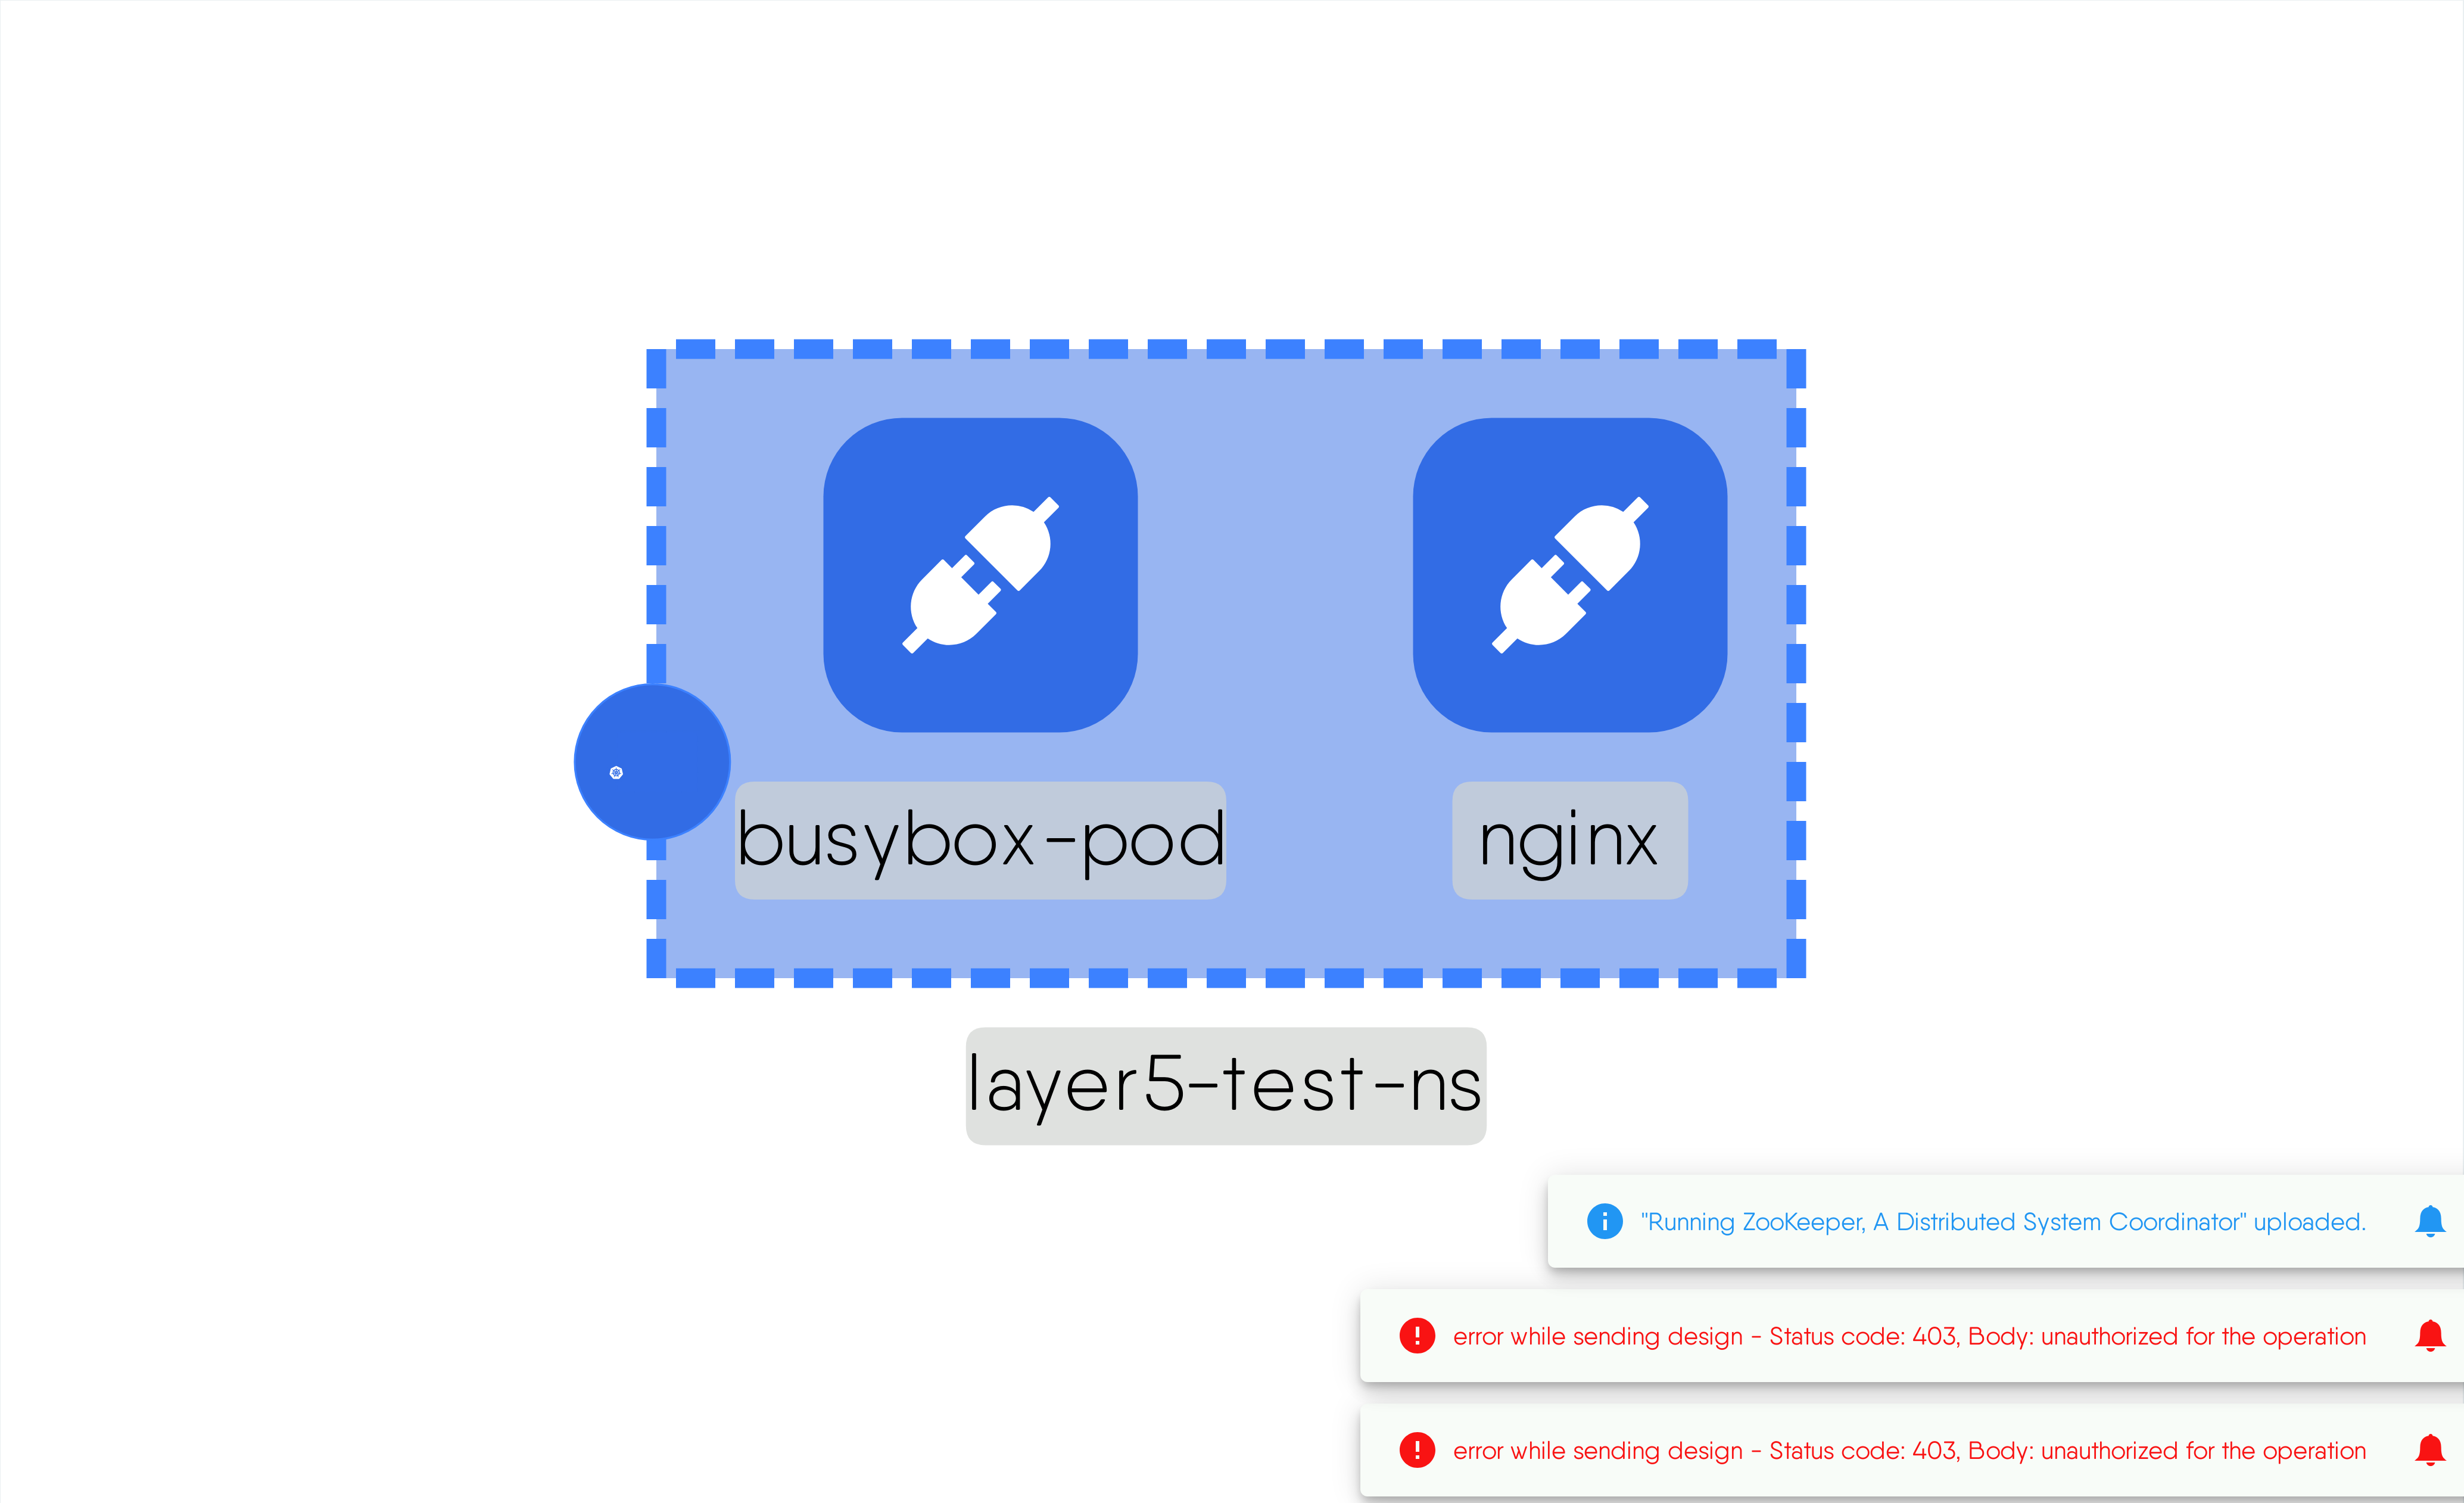 busybox-pod
nginx
layer5-test-ns
"Running ZooKeeper, A Distributed System Coordinator" uploaded.
error while sending design - Status code: 403, Body: unauthorized for the operation
error while sending design - Status code: 403, Body: unauthorized for the operation